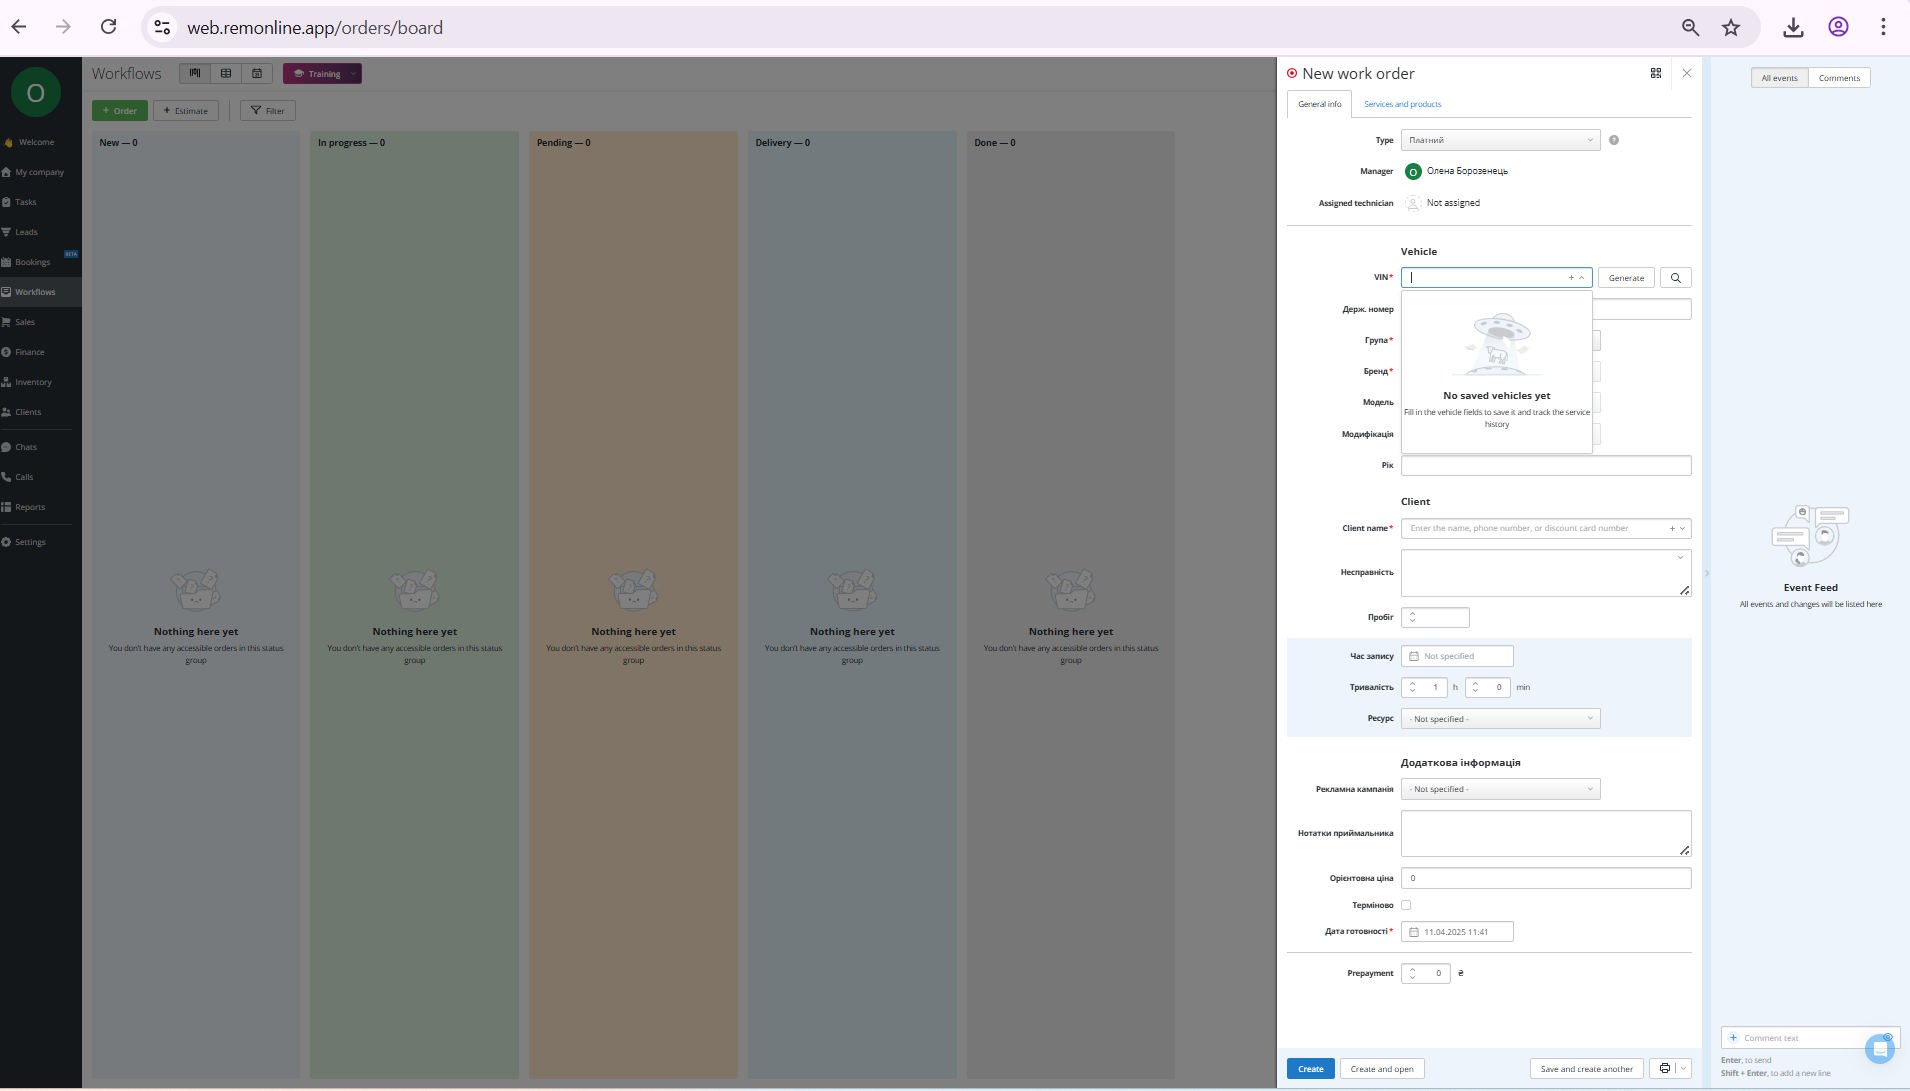 web.remonline.app/orders/board
O
Welcome
My company
Tasks
Leads
Bookings
BETA
Workflows
Sales
Finance
Inventory
Clients
Chats
Calls
Reports
Settings
Workflows
Training
+ Order
+ Estimate
Filter
New — 0
In progress — 0
Pending — 0
Delivery — 0
Done — 0
Nothing here yet
You don't have any accessible orders in this status
group
Nothing here yet
You don't have any accessible orders in this status
group
Nothing here yet
You don't have any accessible orders in this status
group
Nothing here yet
You don't have any accessible orders in this status
group
Nothing here yet
You don't have any accessible orders in this status
group
New work order
General info
Services and products
Type
Платний
?
Manager
O
Олена Борозенець
Assigned technician
Not assigned
Vehicle
VIN*
+
Generate
Держ. номер
Група*
Бренд*
Модель
Модифікація
Рік
No saved vehicles yet
Fill in the vehicle fields to save it and track the service
history
Client
Client name*
Enter the name, phone number, or discount card number
+
Несправність
Пробіг
Час запису
Not specified
Тривалість
1 h
0 min
Ресурс
- Not specified -
Додаткова інформація
Рекламна кампанія
- Not specified -
Нотатки приймальника
Орієнтовна ціна
0
Терміново
Дата готовності*
11.04.2025 11:41
Prepayment
0 ₴
Create
Create and open
Save and create another
All events
Comments
Event Feed
All events and changes will be listed here
+ Comment text
Enter, to send
Shift + Enter, to add a new line